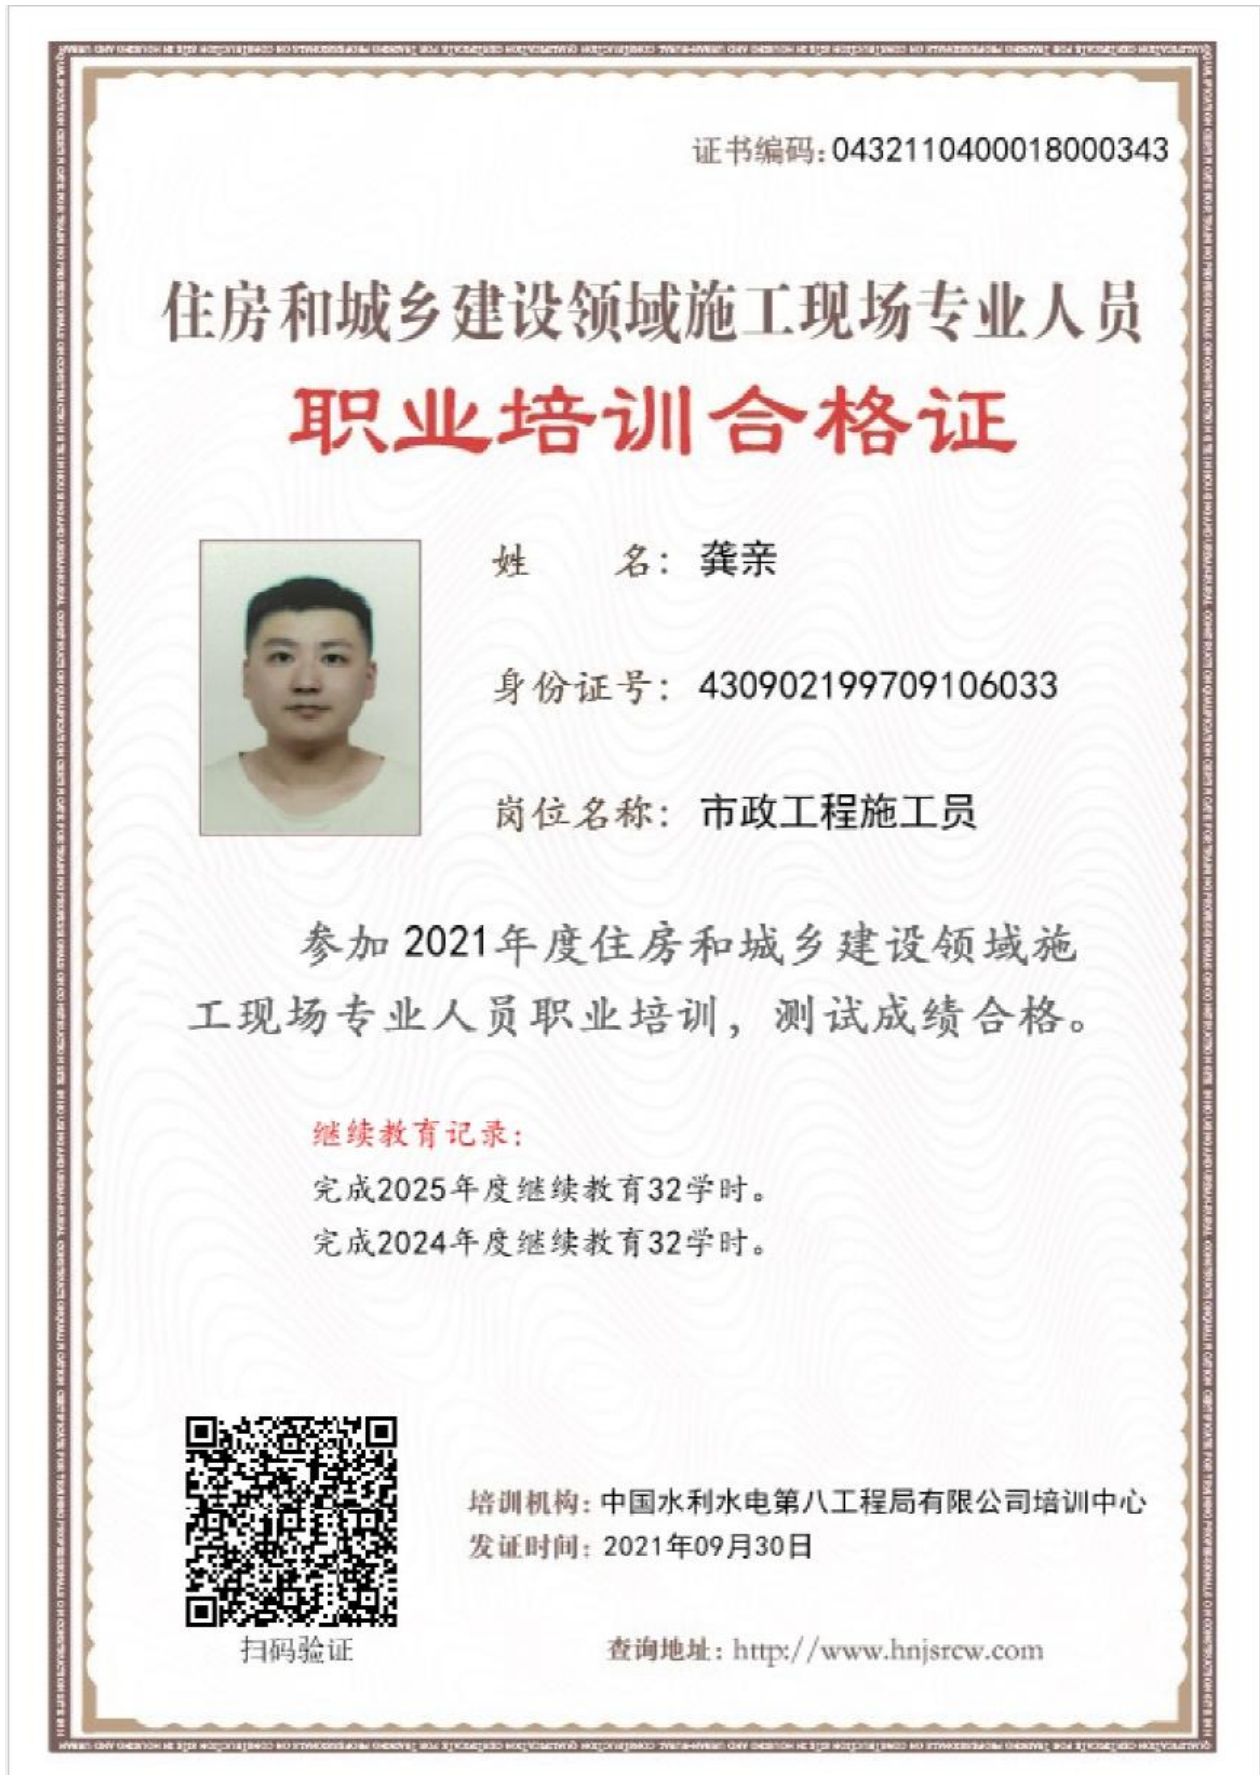 证书编码:04321104000018000343
住房和城乡建设领域施工现场专业人员
职业培训合格证
姓 名: 龚亲
身份证号: 430902199709106033
岗位名称: 市政工程施工员
参加 2021年度住房和城乡建设领域施
工现场专业人员职业培训，测试成绩合格。
继续教育记录:
完成2025年度继续教育32学时。
完成2024年度继续教育32学时。
培训机构: 中国水利水电第八工程局有限公司培训中心
发证时间: 2021年09月30日
扫码验证
查询地址: http://www.hnjsrcw.com